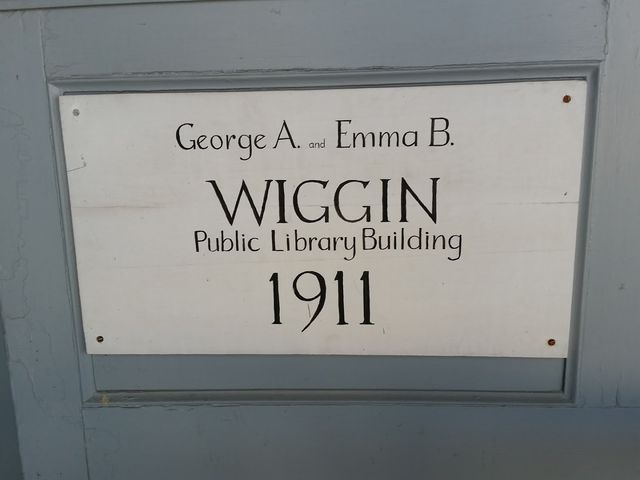 George A. and Emma B.
WIGGIN
Public Library Building
1911